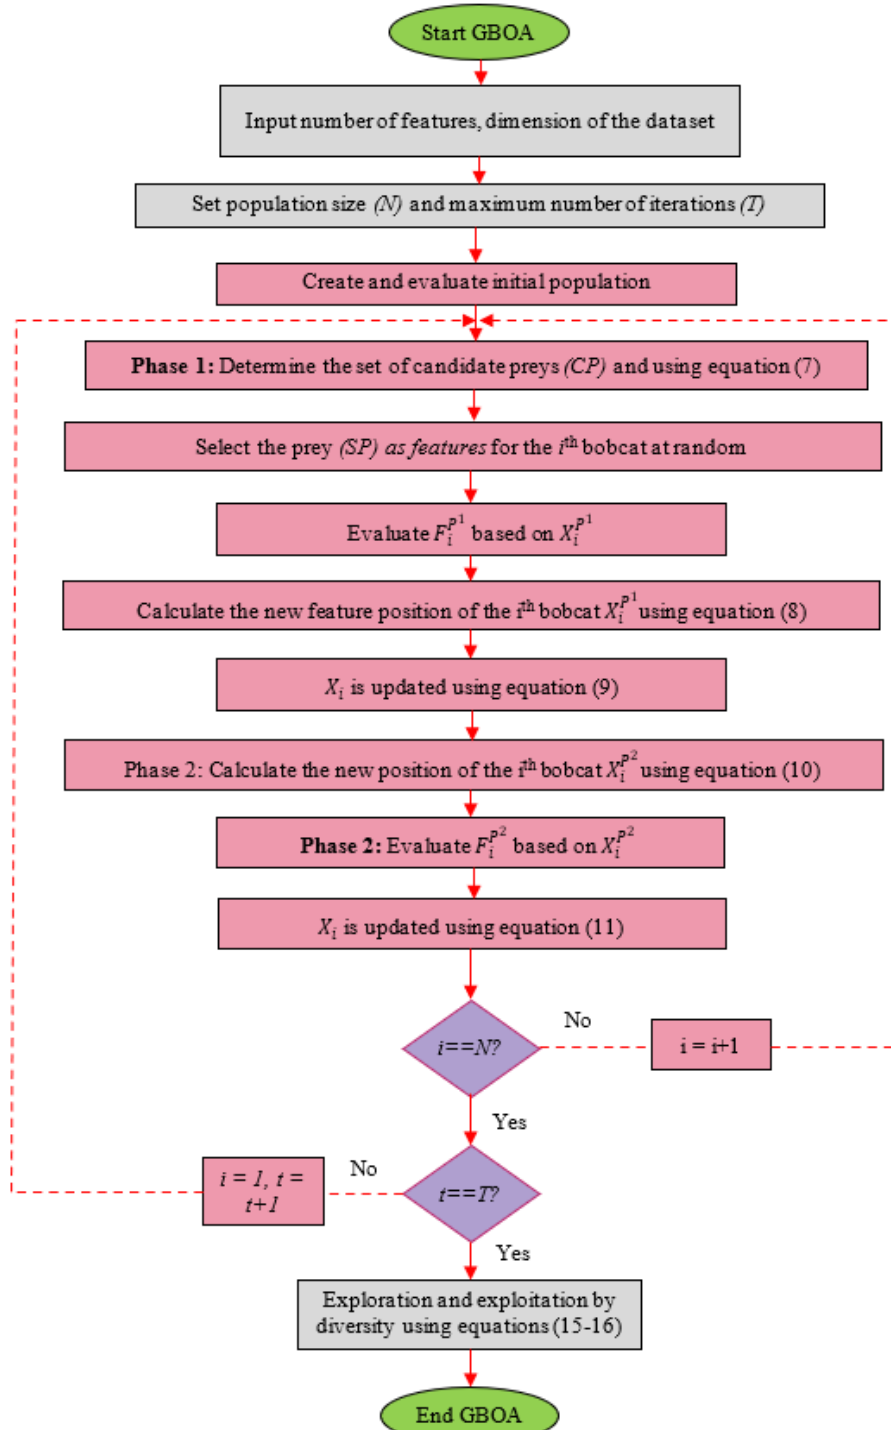 Start GBOA
Input number of features, dimension of the dataset
Set population size (N) and maximum number of iterations (T)
Create and evaluate initial population
Phase 1: Determine the set of candidate preys (CP) and using equation (7)
Select the prey (SP) as features for the iᵗʰ bobcat at random
Evaluate F_i^{P^1} based on X_i^{P^1}
Calculate the new feature position of the iᵗʰ bobcat X_i^{P^1} using equation (8)
X_i is updated using equation (9)
Phase 2: Calculate the new position of the iᵗʰ bobcat X_i^{P^2} using equation (10)
Phase 2: Evaluate F_i^{P^2} based on X_i^{P^2}
X_i is updated using equation (11)
i==N?
No
i = i+1
Yes
t==T?
No
i = 1, t =
t+1
Yes
Exploration and exploitation by
diversity using equations (15-16)
End GBOA